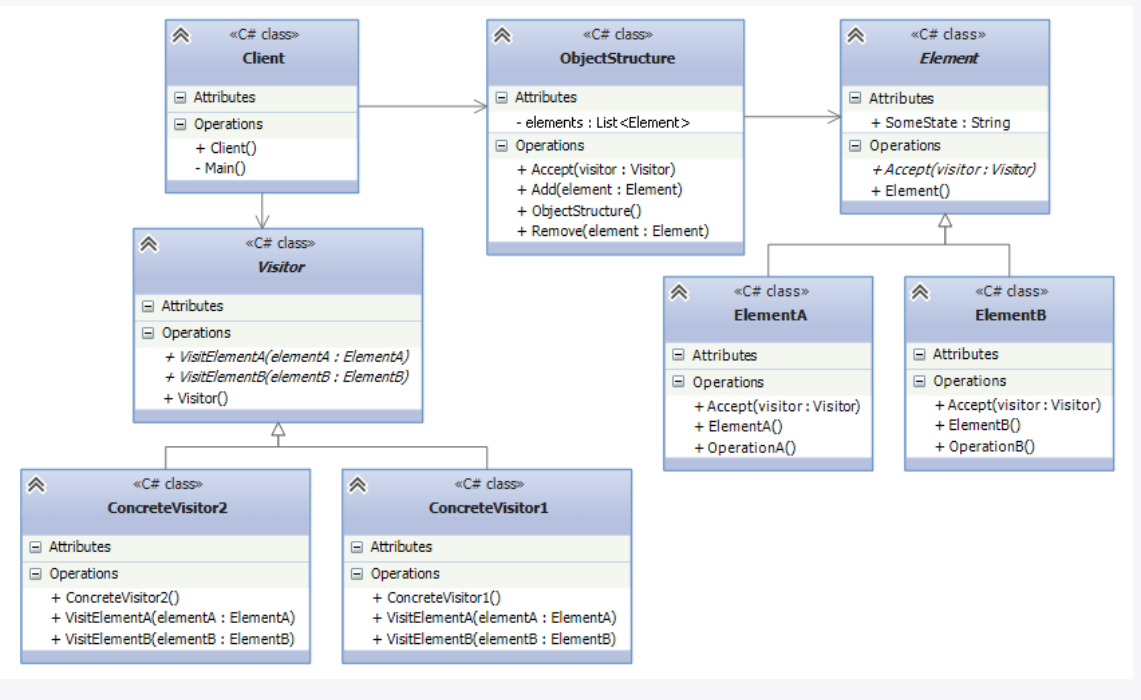 «C# class»
Client
Attributes
Operations
+ Client()
- Main()
«C# class»
ObjectStructure
Attributes
- elements : List<Element>
Operations
+ Accept(visitor : Visitor)
+ Add(element : Element)
+ ObjectStructure()
+ Remove(element : Element)
«C# class»
Element
Attributes
+ SomeState : String
Operations
+ Accept(visitor : Visitor)
+ Element()
«C# class»
Visitor
Attributes
Operations
+ VisitElementA(elementA : ElementA)
+ VisitElementB(elementB : ElementB)
+ Visitor()
«C# class»
ElementA
Attributes
Operations
+ Accept(visitor : Visitor)
+ ElementA()
+ OperationA()
«C# class»
ElementB
Attributes
Operations
+ Accept(visitor : Visitor)
+ ElementB()
+ OperationB()
«C# class»
ConcreteVisitor2
Attributes
Operations
+ ConcreteVisitor2()
+ VisitElementA(elementA : ElementA)
+ VisitElementB(elementB : ElementB)
«C# class»
ConcreteVisitor1
Attributes
Operations
+ ConcreteVisitor1()
+ VisitElementA(elementA : ElementA)
+ VisitElementB(elementB : ElementB)